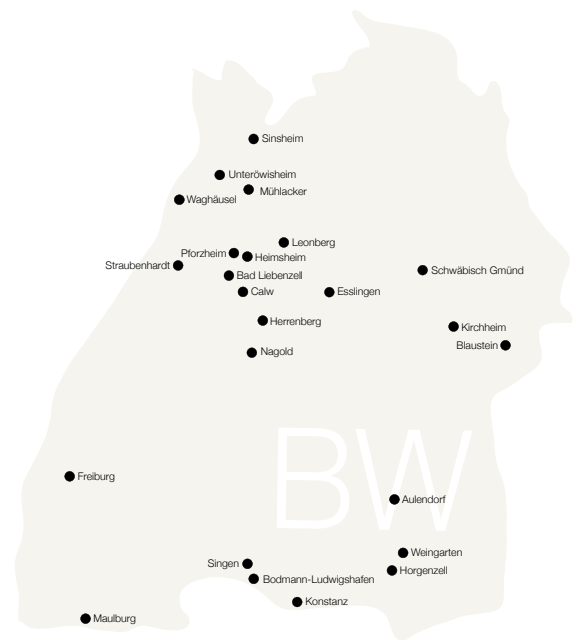 Sinsheim
Unteröwisheim
Mühlacker
Waghäusel
Leonberg
Pforzheim
Heimsheim
Straubenhardt
Schwäbisch Gmünd
Bad Liebenzell
Calw
Esslingen
Herrenberg
Kirchheim
Blaustein
Nagold
BW
Freiburg
Aulendorf
Weingarten
Singen
Horgenzell
Bodmann-Ludwigshafen
Konstanz
Maulburg